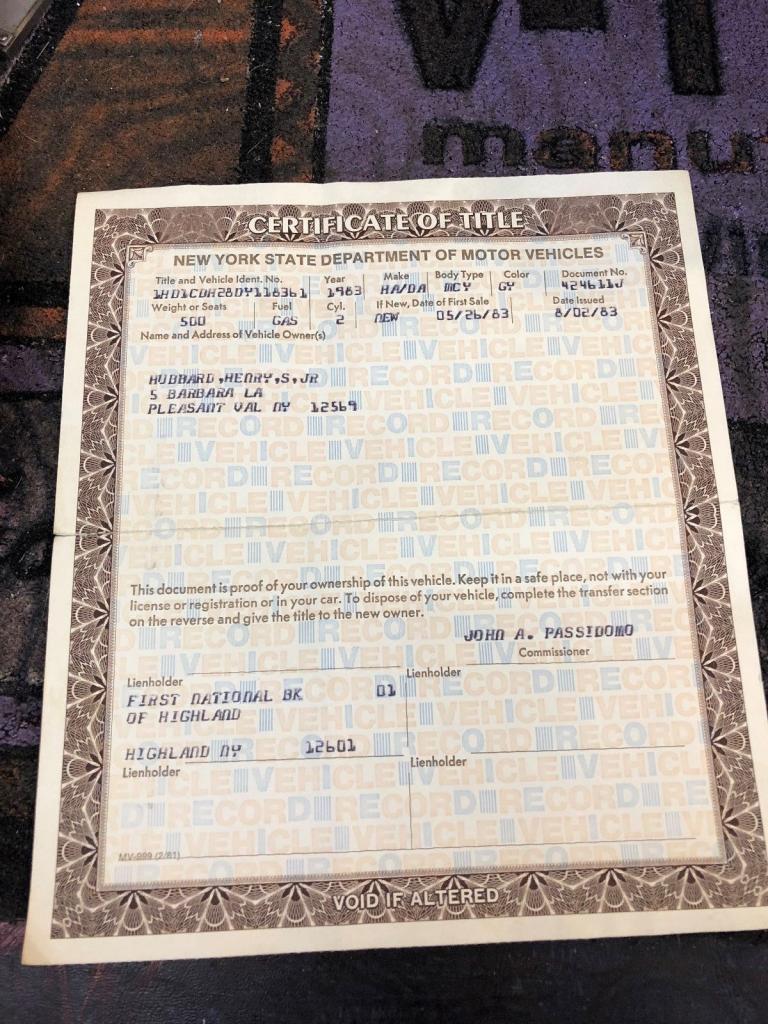 manu
CERTIFICATE OF TITLE
NEW YORK STATE DEPARTMENT OF MOTOR VEHICLES
Title and Vehicle Ident. No. Year Make Body Type Color Document No.
1HD1CDH28DY118361 1983 HA/DA MCY GY 424611J
Weight or Seats Fuel Cyl. If New, Date of First Sale Date Issued
500 GAS 2 NEW 05/26/83 8/02/83
Name and Address of Vehicle Owner(s)
HUBBARD,HENRY,S,JR
5 BARBARA LA
PLEASANT VAL NY 12569
This document is proof of your ownership of this vehicle. Keep it in a safe place, not with your
license or registration or in your car. To dispose of your vehicle, complete the transfer section
on the reverse and give the title to the new owner.
JOHN A. PASSIDOMO
Commissioner
Lienholder Lienholder
FIRST NATIONAL BK 01
OF HIGHLAND
HIGHLAND NY 12601
Lienholder Lienholder
MV-999 (2/81)
VOID IF ALTERED